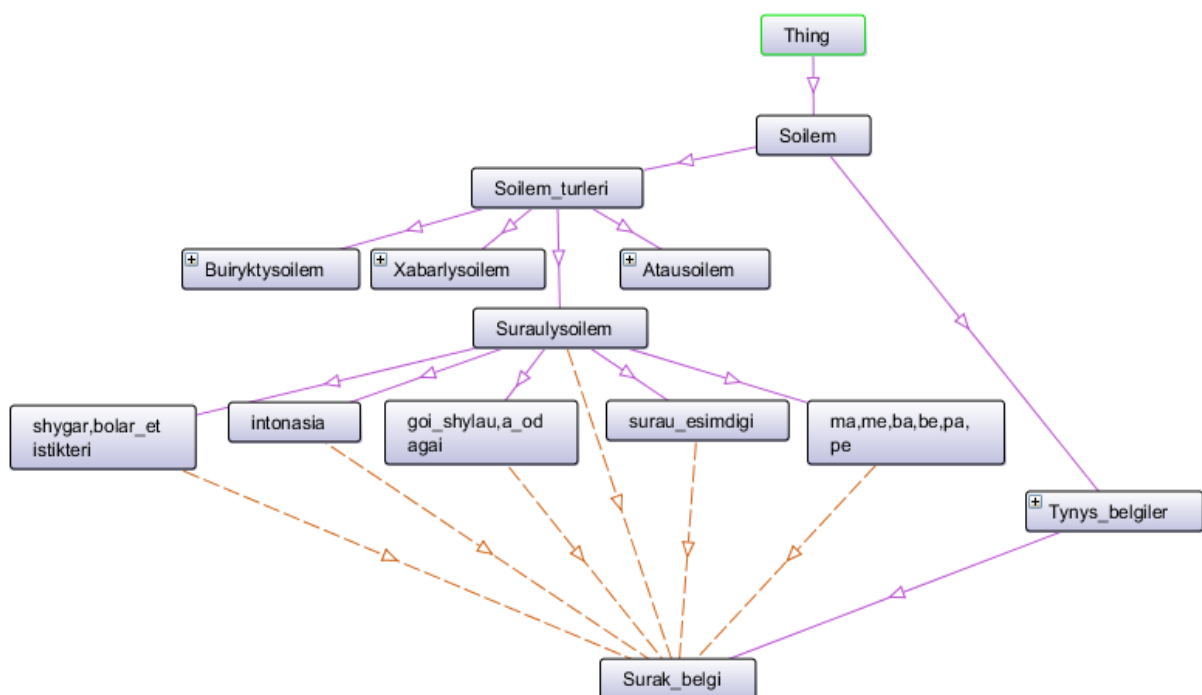 Thing
Soilem
Soilem_turleri
Buiryktysoilem
Xabarlysoilem
Atausoilem
Suraulysoilem
shygar,bolar_et
istikteri
intonasia
goi_shylau,a_od
agai
surau_esimdigi
ma,me,ba,be,pa,
pe
Tynys_belgiler
Surak_belgi